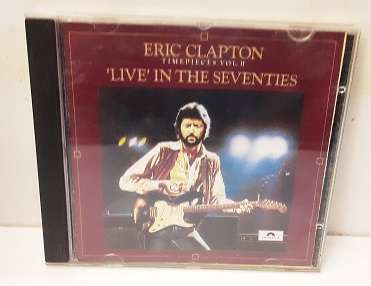 ERIC CLAPTON
TIMEPIECES VOL. II
'LIVE' IN THE SEVENTIES